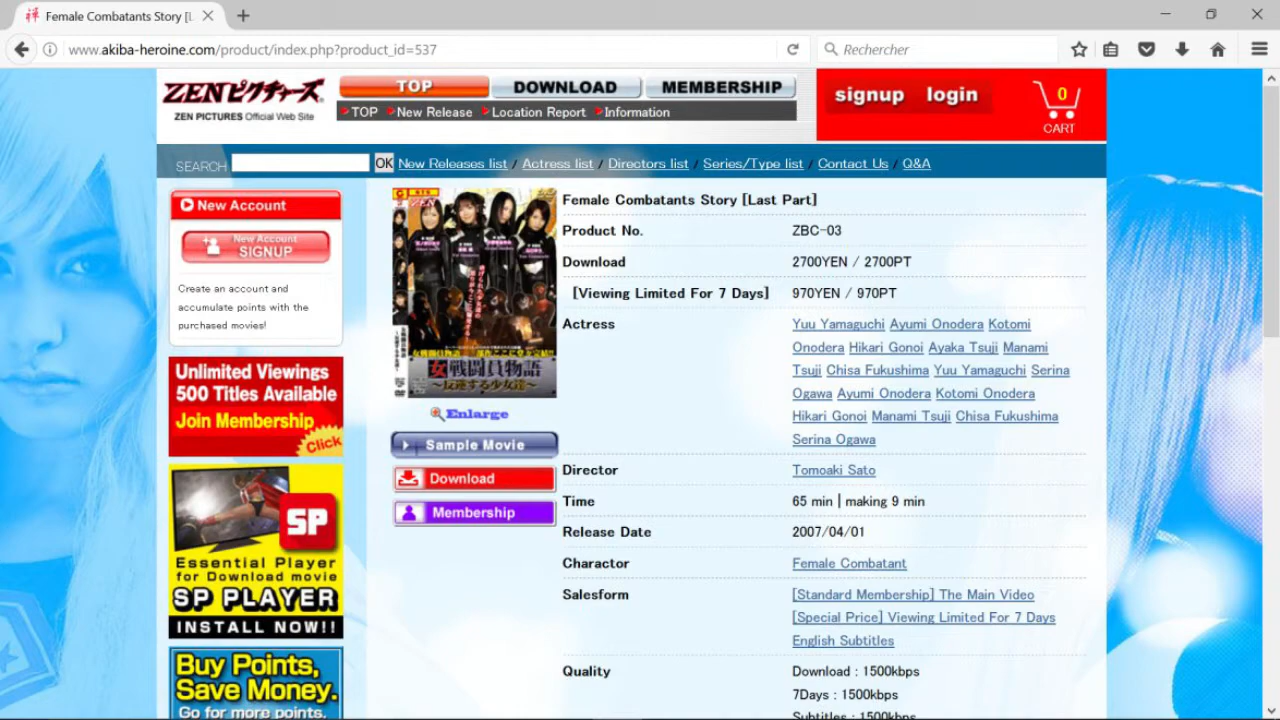 Female Combatants Story [L
www.akiba-heroine.com/product/index.php?product_id=537
Rechercher
ZENピクチャーズ
ZEN PICTURES Official Web Site
TOP
DOWNLOAD
MEMBERSHIP
TOP
New Release
Location Report
Information
signup
login
0
CART
SEARCH
OK
New Releases list / Actress list / Directors list / Series/Type list / Contact Us / Q&A
New Account
New Account
SIGNUP
Create an account and
accumulate points with the
purchased movies!
Unlimited Viewings
500 Titles Available
Join Membership
Click
SP
Essential Player
for Download movie
SP PLAYER
INSTALL NOW!!
Buy Points,
Save Money.
Go for more points.
ZEN
女戦闘員物語
～反逆する少女達～
Enlarge
Sample Movie
Download
Membership
Female Combatants Story [Last Part]
Product No. ZBC-03
Download 2700YEN / 2700PT
[Viewing Limited For 7 Days] 970YEN / 970PT
Actress Yuu Yamaguchi Ayumi Onodera Kotomi
Onodera Hikari Gonoi Ayaka Tsuji Manami
Tsuji Chisa Fukushima Yuu Yamaguchi Serina
Ogawa Ayumi Onodera Kotomi Onodera
Hikari Gonoi Manami Tsuji Chisa Fukushima
Serina Ogawa
Director Tomoaki Sato
Time 65 min | making 9 min
Release Date 2007/04/01
Charactor Female Combatant
Salesform [Standard Membership] The Main Video
[Special Price] Viewing Limited For 7 Days
English Subtitles
Quality Download : 1500kbps
7Days : 1500kbps
Subtitles : 1500kbps